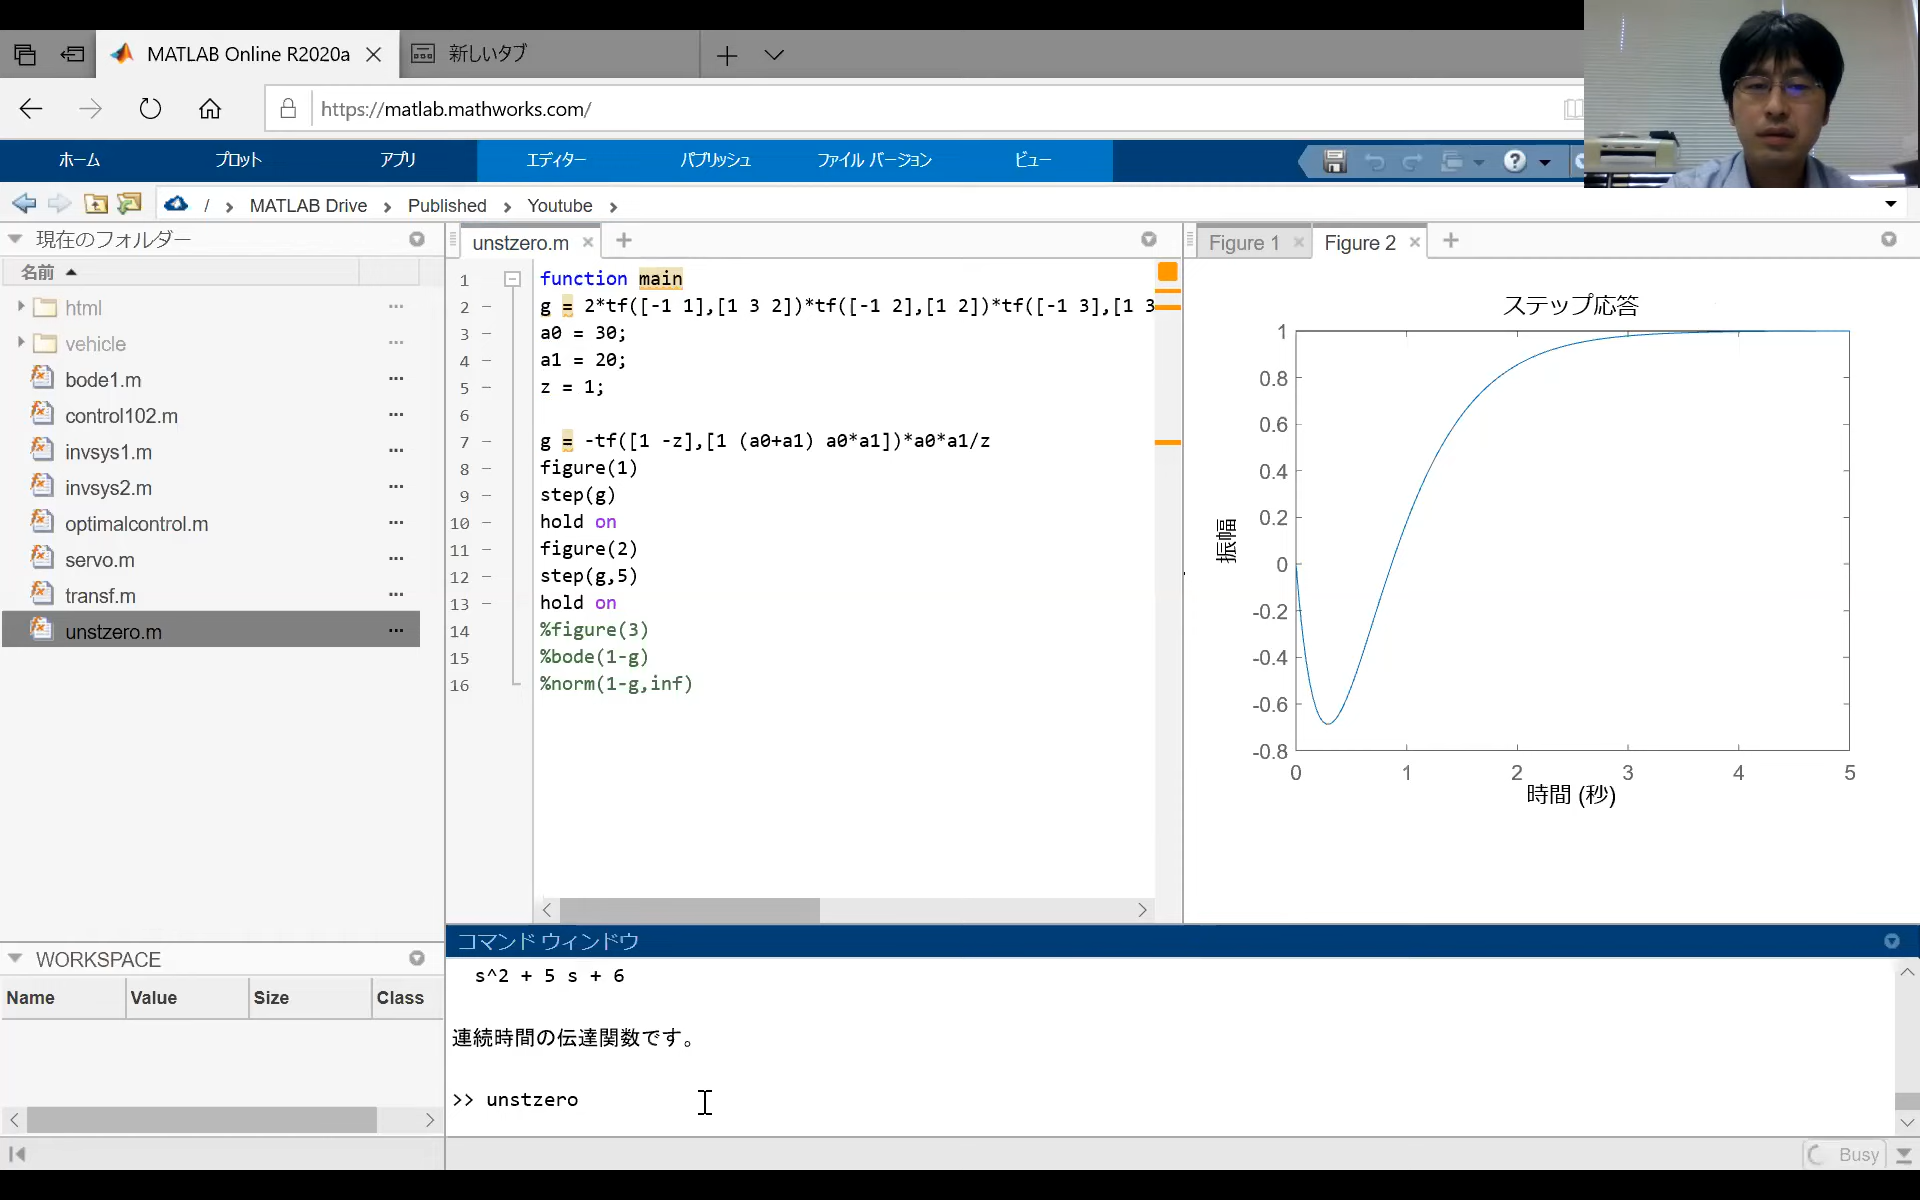 MATLAB Online R2020a
新しいタブ
https://matlab.mathworks.com/
ホーム プロット アプリ エディター パブリッシュ ファイル バージョン ビュー
/ MATLAB Drive Published Youtube
現在のフォルダー
名前
html
vehicle
bode1.m
control102.m
invsys1.m
invsys2.m
optimalcontrol.m
servo.m
transf.m
unstzero.m
WORKSPACE
Name Value Size Class
unstzero.m
1 function main
2 g = 2*tf([-1 1],[1 3 2])*tf([-1 2],[1 2])*tf([-1 3],[1 3
3 a0 = 30;
4 a1 = 20;
5 z = 1;
6
7 g = -tf([1 -z],[1 (a0+a1) a0*a1])*a0*a1/z
8 figure(1)
9 step(g)
10 hold on
11 figure(2)
12 step(g,5)
13 hold on
14 %figure(3)
15 %bode(1-g)
16 %norm(1-g,inf)
Figure 1 Figure 2
ステップ応答
1
0.8
0.6
0.4
0.2
0
-0.2
-0.4
-0.6
-0.8
振幅
0 1 2 3 4 5
時間 (秒)
コマンド ウィンドウ
s^2 + 5 s + 6
連続時間の伝達関数です。
>> unstzero
Busy